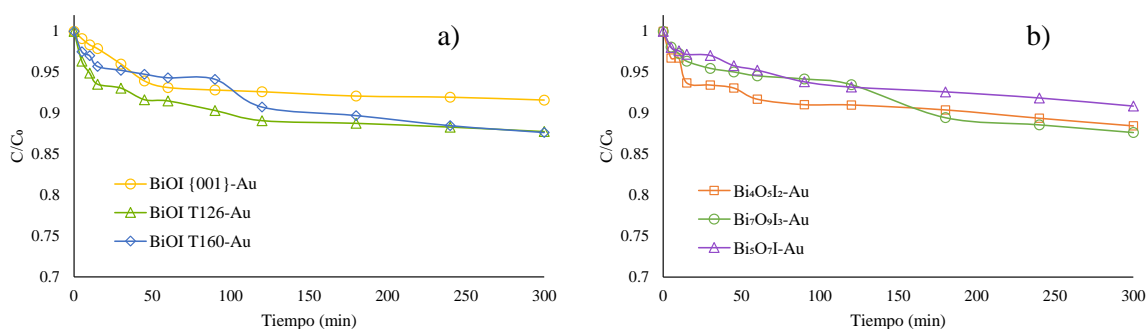 a)
1
0.95
0.9
0.85
0.8
0.75
0.7
C/C₀
BiOI {001}-Au
BiOI T126-Au
BiOI T160-Au
0 50 100 150 200 250 300
Tiempo (min)
b)
1
0.95
0.9
0.85
0.8
0.75
0.7
C/C₀
Bi₄O₅I₂-Au
Bi₇O₉I₃-Au
Bi₅O₇I-Au
0 50 100 150 200 250 300
Tiempo (min)